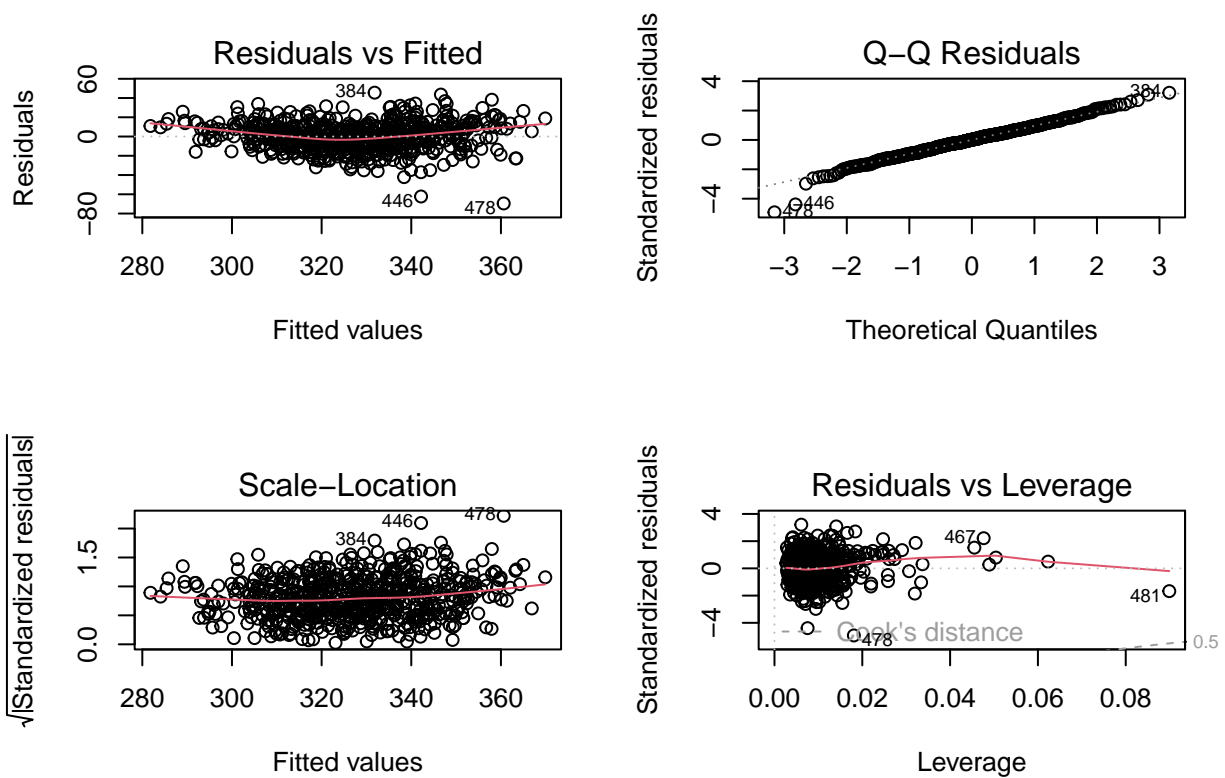 Residuals vs Fitted
Residuals
60
0
−80
384
446
478
280 300 320 340 360
Fitted values
Q−Q Residuals
Standardized residuals
4
0
−4
384
478
446
−3 −2 −1 0 1 2 3
Theoretical Quantiles
Scale−Location
√|Standardized residuals|
1.5
0.0
384
446
478
280 300 320 340 360
Fitted values
Residuals vs Leverage
Standardized residuals
4
0
−4
467
481
Cook's distance
478
0.5
0.00 0.02 0.04 0.06 0.08
Leverage